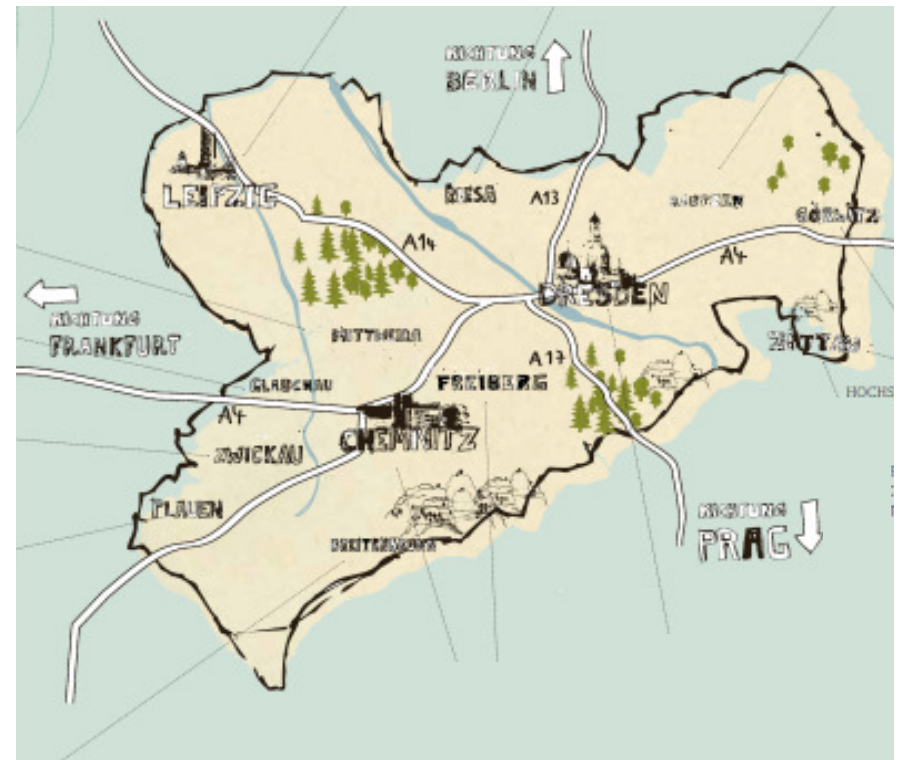 RICHTUNG
BERLIN
LEIPZIG
RIESA
A13
BAUTZEN
GÖRLITZ
A14
A4
DRESDEN
RICHTUNG
FRANKFURT
MITTWEIDA
ZITTAU
A17
GLAUCHAU
FREIBERG
HOCHS
A4
CHEMNITZ
ZWICKAU
PLAUEN
RICHTUNG
PRAG
BREITENBRUNN